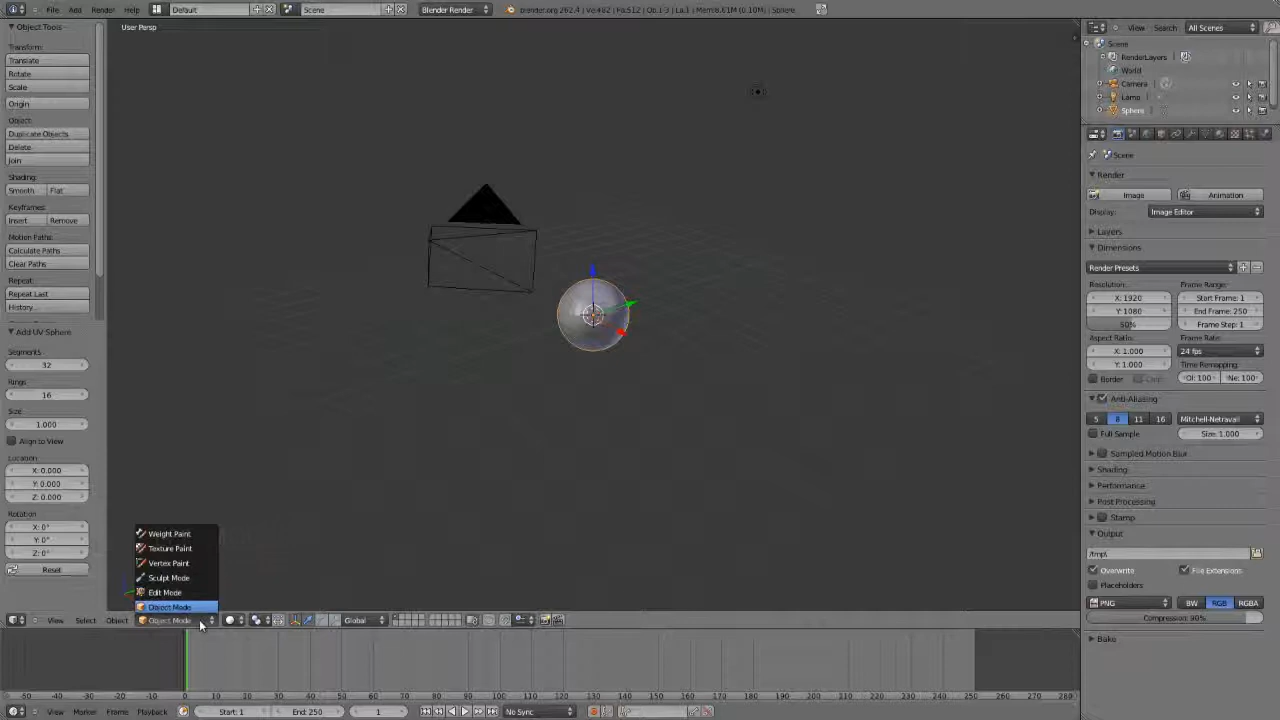 File Add Render Help Default Scene Blender Render blender.org 262.4 | Ve:482 | Fa:512 | Ob:1-3 | La:1 | Mem:8.61M (0.10M) | Sphere
View Search All Scenes
Object Tools
User Persp
Transform:
Translate
Rotate
Scale
Origin
Object:
Duplicate Objects
Delete
Join
Shading:
Smooth Flat
Keyframes:
Insert Remove
Motion Paths:
Calculate Paths
Clear Paths
Repeat:
Repeat Last
History...
Add UV Sphere
Segments
32
Rings
16
Size
1.000
Align to View
Location
X: 0.000
Y: 0.000
Z: 0.000
Rotation
X: 0°
Y: 0°
Z: 0°
Reset
Weight Paint
Texture Paint
Vertex Paint
Sculpt Mode
Edit Mode
Object Mode
View Select Object Object Mode Global
Scene
RenderLayers
World
Camera
Lamp
Sphere
Scene
Render
Image Animation
Display: Image Editor
Layers
Dimensions
Render Presets
Resolution: Frame Range:
X: 1920 Start Frame: 1
Y: 1080 End Frame: 250
50% Frame Step: 1
Aspect Ratio: Frame Rate:
X: 1.000 24 fps
Y: 1.000 Time Remapping:
Border Crop Ol: 100 Ne: 100
Anti-Aliasing
5 8 11 16 Mitchell-Netravali
Full Sample Size: 1.000
Sampled Motion Blur
Shading
Performance
Post Processing
Stamp
Output
/tmp\
Overwrite File Extensions
Placeholders
PNG BW RGB RGBA
Compression: 90%
Bake
-50 -40 -30 -20 -10 0 10 20 30 40 50 60 70 80 90 100 110 120 130 140 150 160 170 180 190 200 210 220 230 240 250 260 270 280
View Marker Frame Playback Start: 1 End: 250 1 No Sync